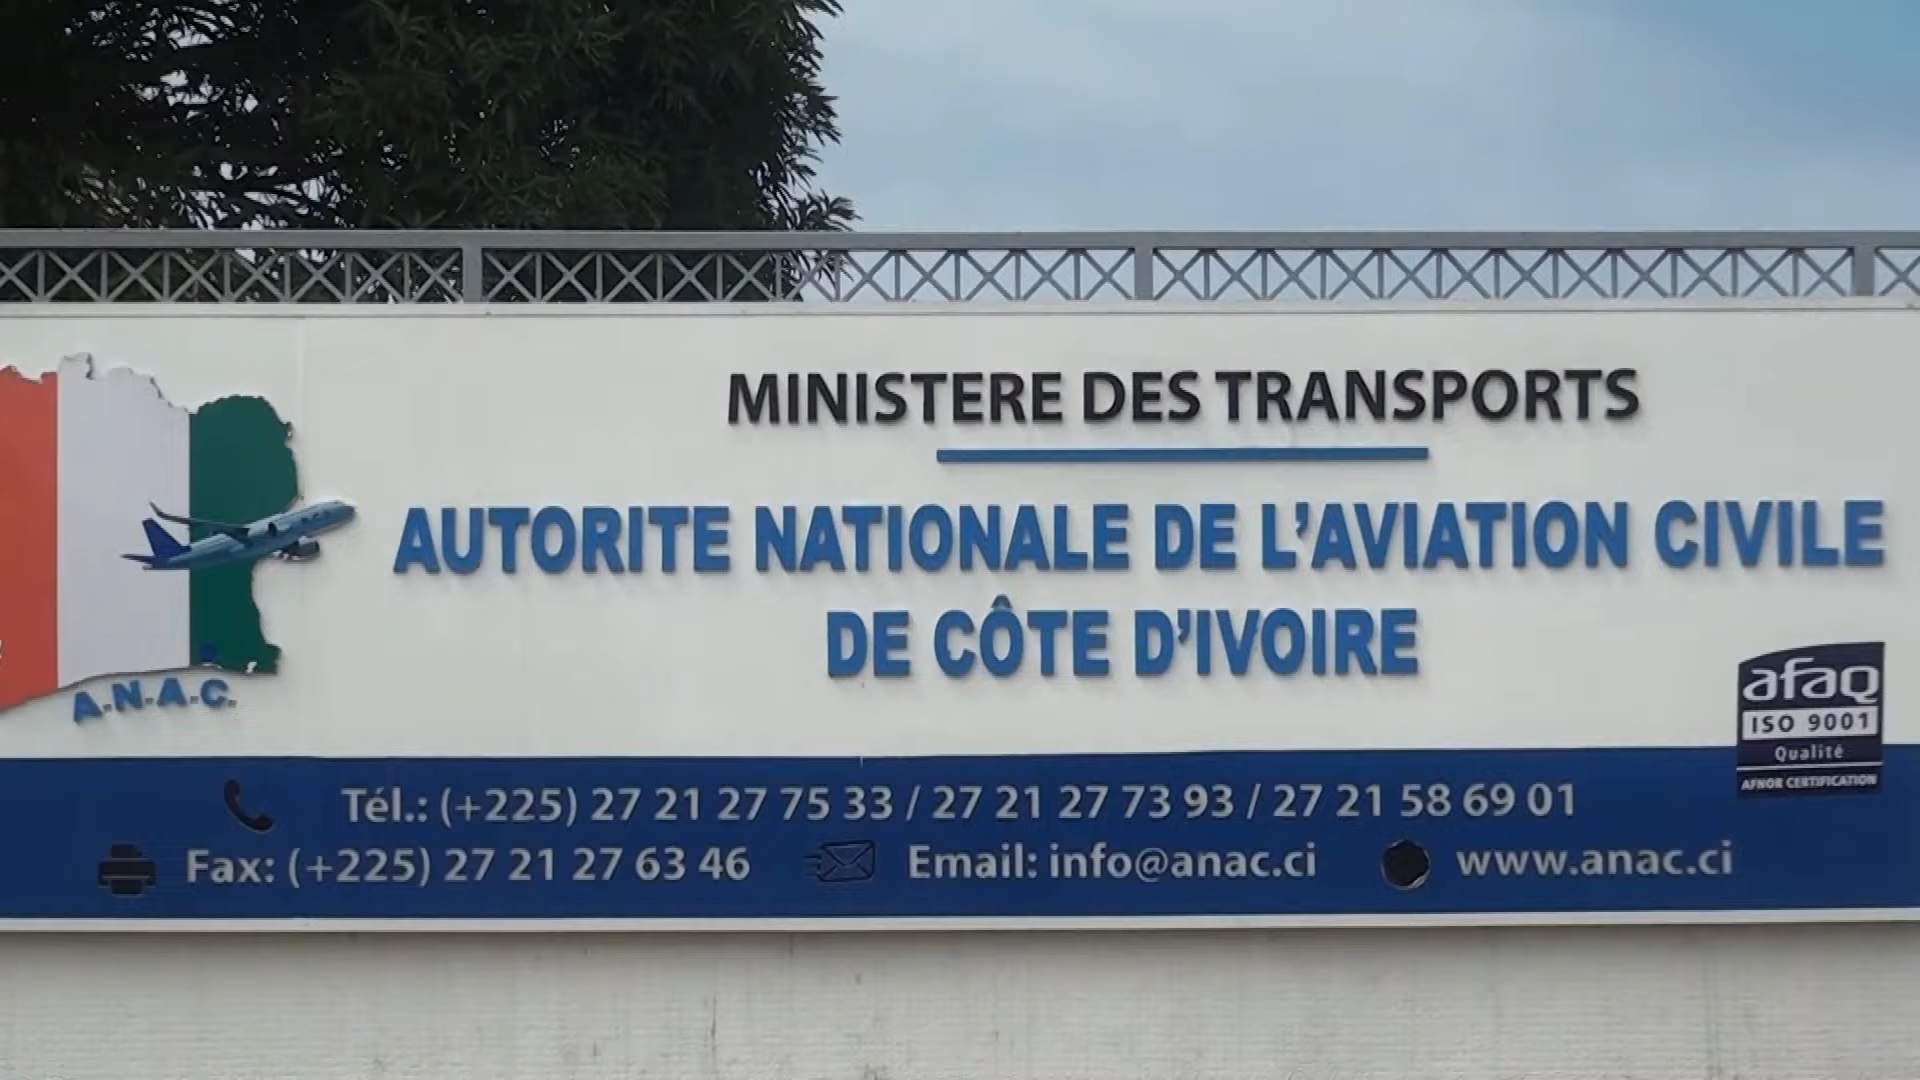 MINISTERE DES TRANSPORTS
AUTORITE NATIONALE DE L'AVIATION CIVILE
DE CÔTE D'IVOIRE
A.N.A.C.
afaq
ISO 9001
Qualité
AFNOR CERTIFICATION
Tél.: (+225) 27 21 27 75 33 / 27 21 27 73 93 / 27 21 58 69 01
Fax: (+225) 27 21 27 63 46 Email: info@anac.ci www.anac.ci